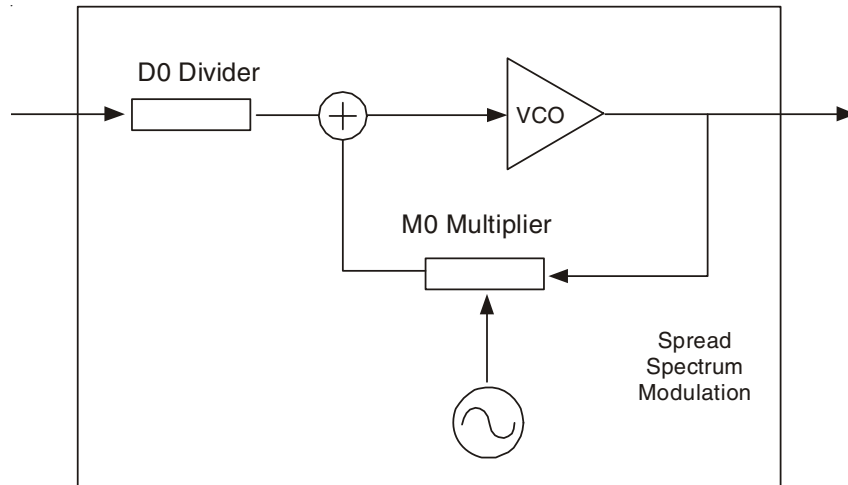 D0 Divider
VCO
M0 Multiplier
Spread
Spectrum
Modulation